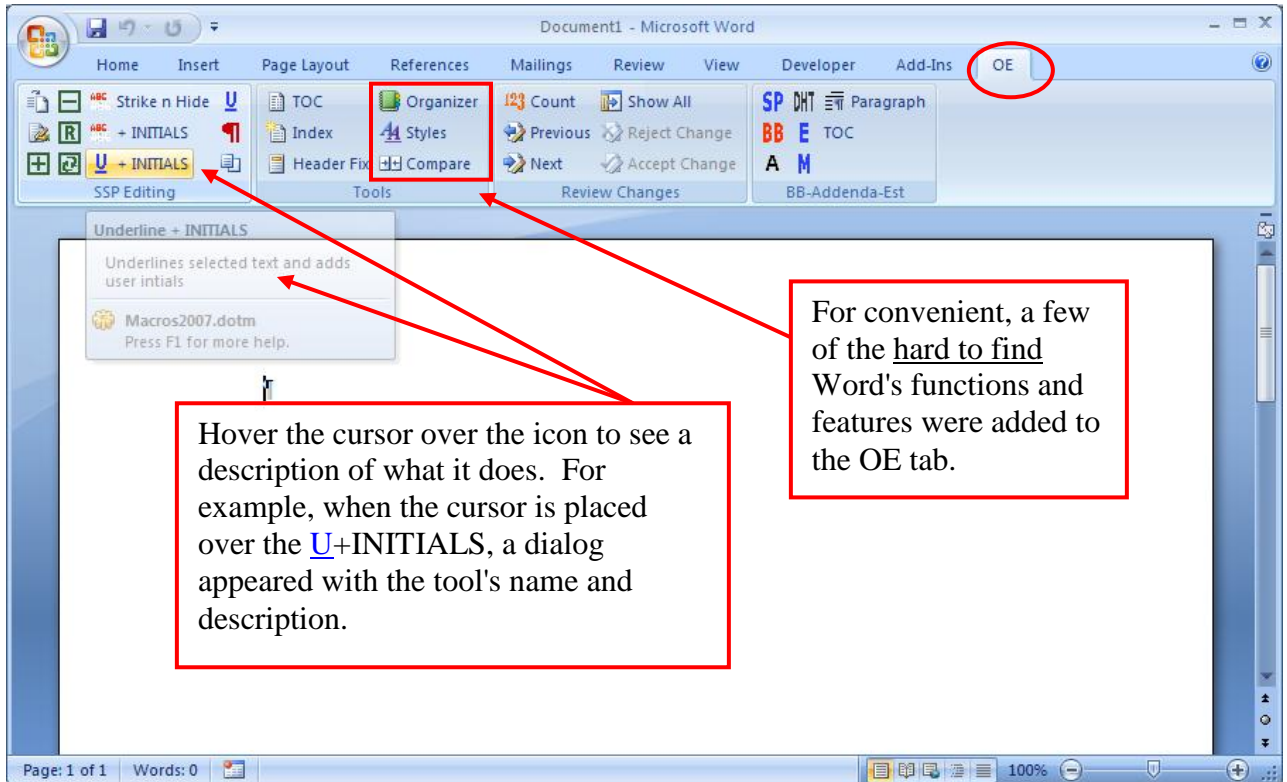 Document1 - Microsoft Word
Home Insert Page Layout References Mailings Review View Developer Add-Ins OE
ABC Strike n Hide U TOC Organizer 123 Count Show All SP DHT Paragraph
R ABC + INITIALS ¶ Index A4 Styles Previous Reject Change BB E TOC
U + INITIALS Header Fix Compare Next Accept Change A M
SSP Editing Tools Review Changes BB-Addenda-Est
Underline + INITIALS
Underlines selected text and adds
user intials
Macros2007.dotm
Press F1 for more help.
For convenient, a few
of the hard to find
Word's functions and
features were added to
the OE tab.
Hover the cursor over the icon to see a
description of what it does. For
example, when the cursor is placed
over the U+INITIALS, a dialog
appeared with the tool's name and
description.
Page: 1 of 1 Words: 0 100%